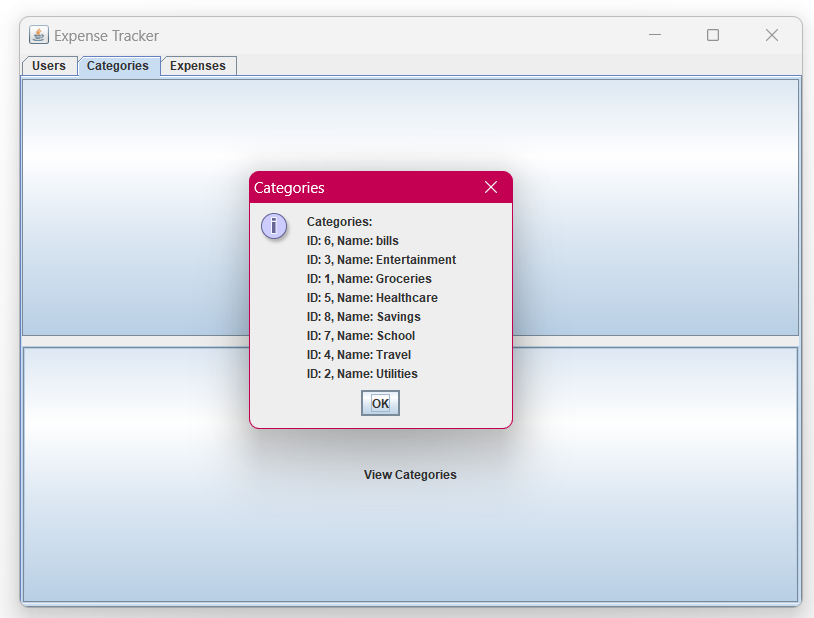 Expense Tracker
Users
Categories
Expenses
Categories
Categories:
ID: 6, Name: bills
ID: 3, Name: Entertainment
ID: 1, Name: Groceries
ID: 5, Name: Healthcare
ID: 8, Name: Savings
ID: 7, Name: School
ID: 4, Name: Travel
ID: 2, Name: Utilities
OK
View Categories